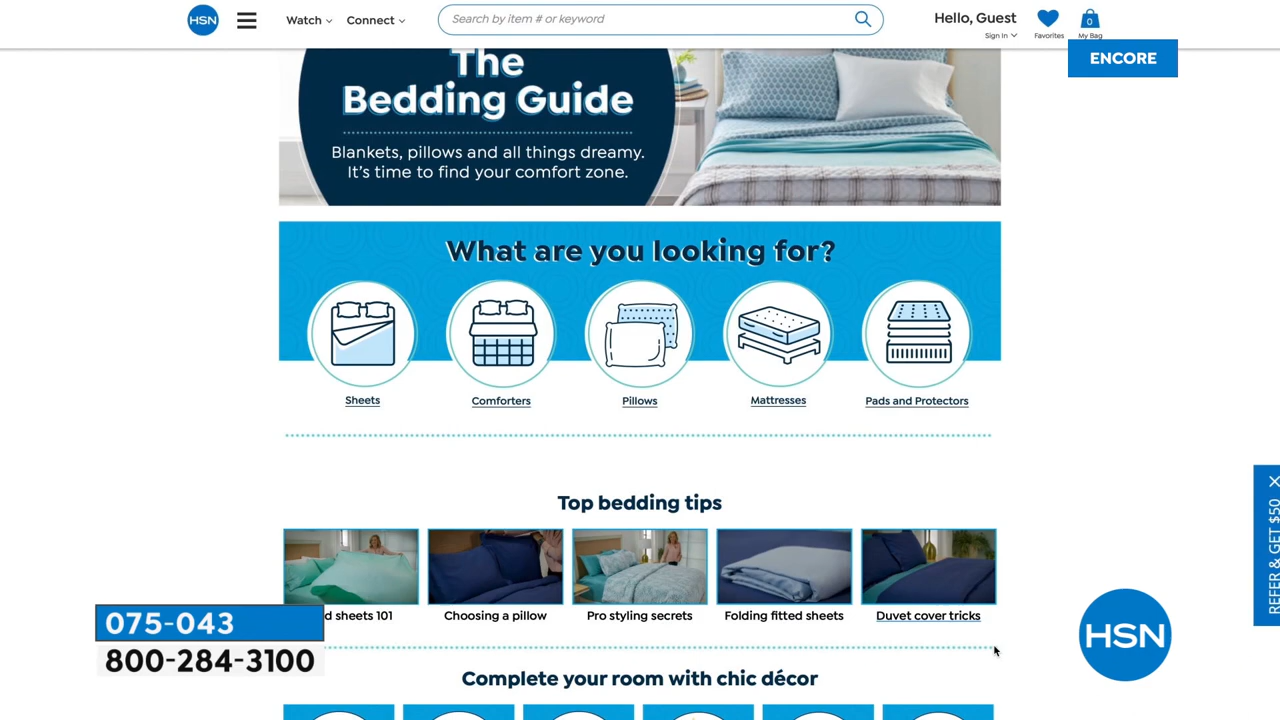 HSN
Watch
Connect
Search by item # or keyword
Hello, Guest
Sign In
Favorites
0
My Bag
ENCORE
The
Bedding Guide
Blankets, pillows and all things dreamy.
It's time to find your comfort zone.
What are you looking for?
Sheets
Comforters
Pillows
Mattresses
Pads and Protectors
REFER & GET $50
Top bedding tips
d sheets 101
Choosing a pillow
Pro styling secrets
Folding fitted sheets
Duvet cover tricks
075-043
800-284-3100
HSN
Complete your room with chic décor